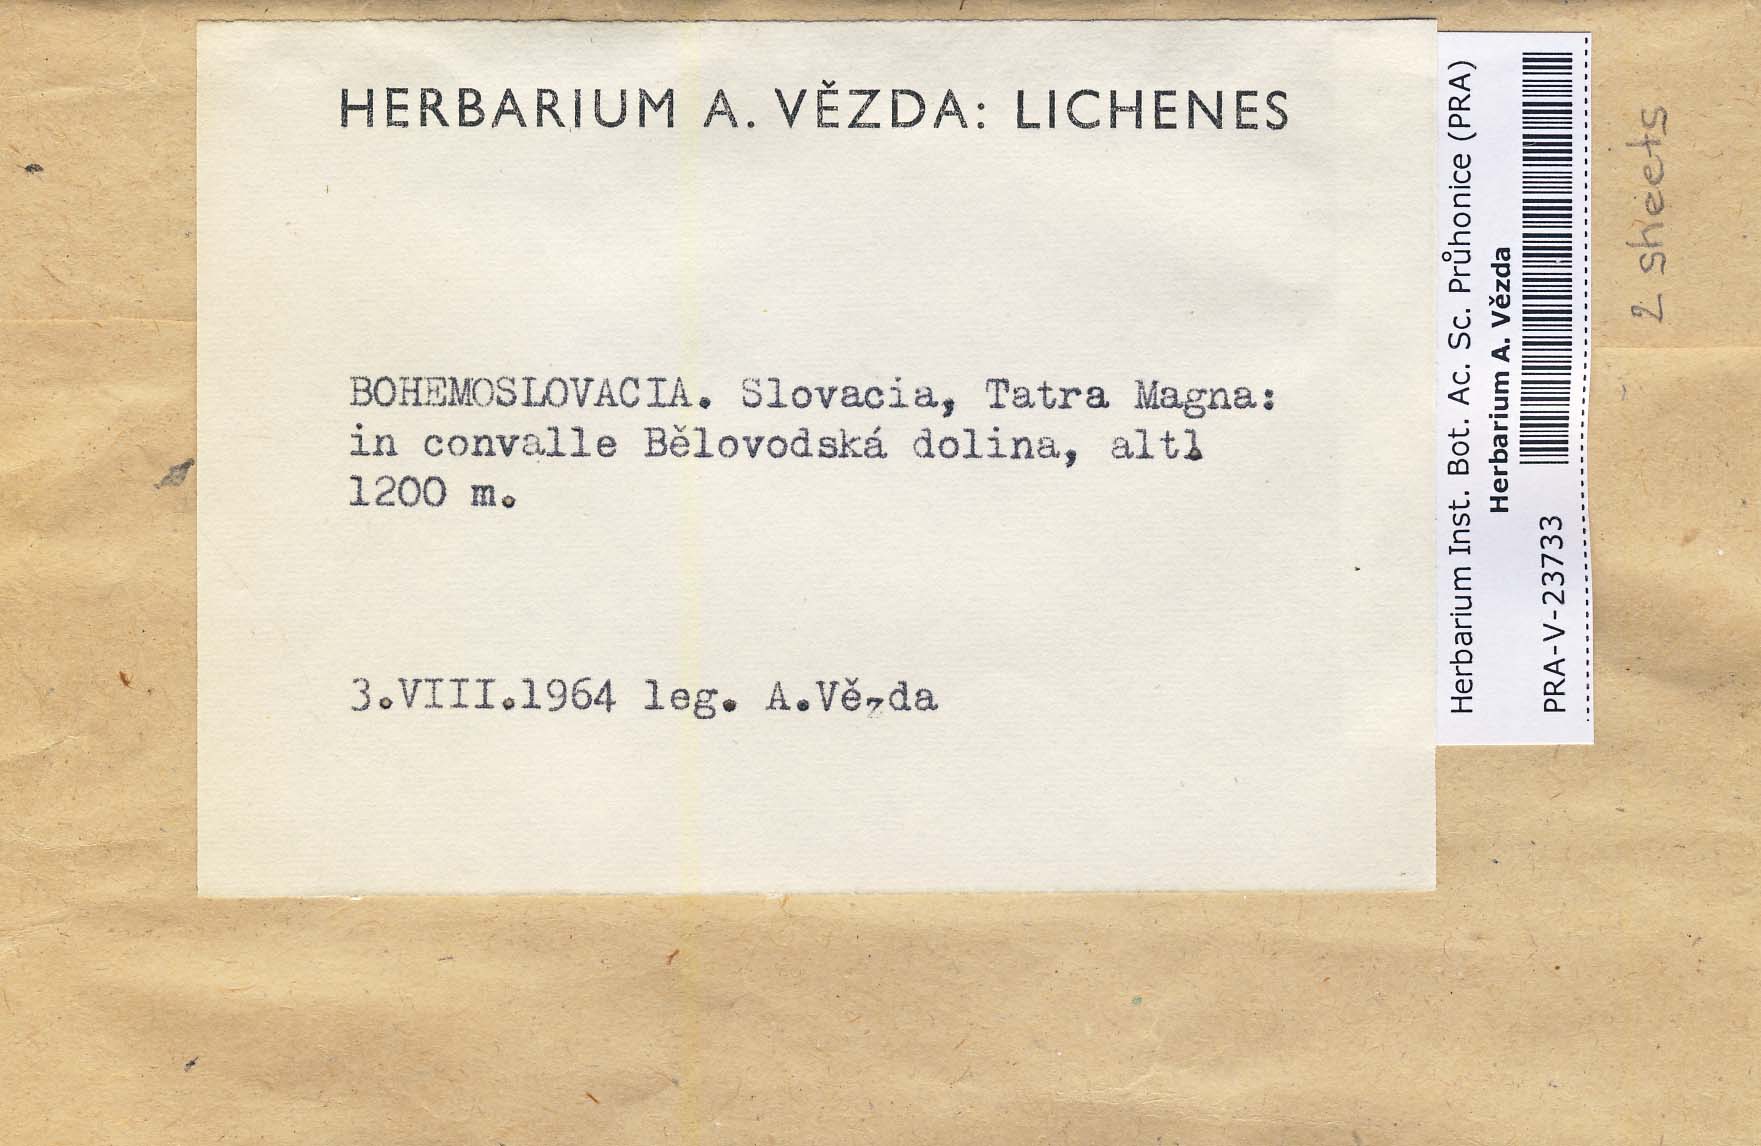 HERBARIUM A. VĚZDA: LICHENES
BOHEMOSLOVACIA. Slovacia, Tatra Magna:
in convalle Bělovodská dolina, altl
1200 m.
3.VIII.1964 leg. A.Vězda
Herbarium Inst. Bot. Ac. Sc. Průhonice (PRA)
Herbarium A. Vězda
PRA-V-23733
2 sheets